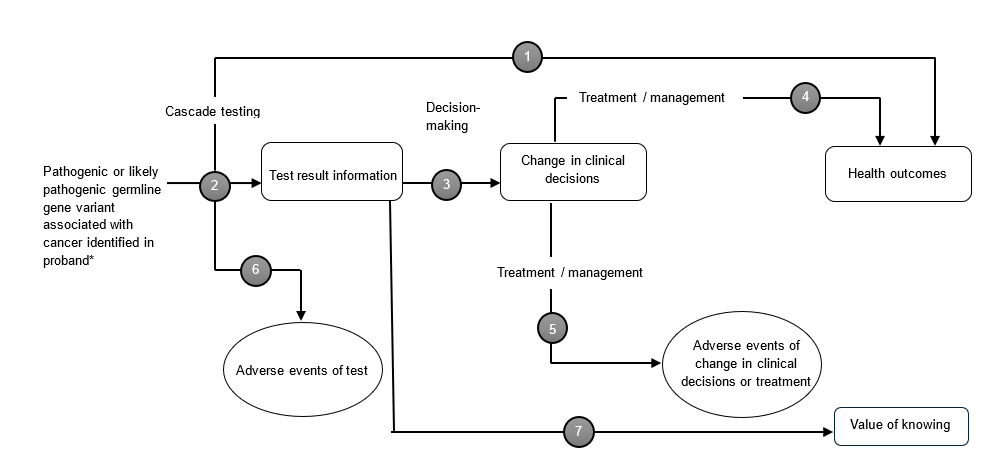 1
Cascade testing
Decision-
making
Treatment / management
4
Pathogenic or likely
pathogenic germline
gene variant
associated with
cancer identified in
proband*
2
Test result information
3
Change in clinical
decisions
Health outcomes
6
Treatment / management
5
Adverse events of test
Adverse events of
change in clinical
decisions or treatment
7
Value of knowing